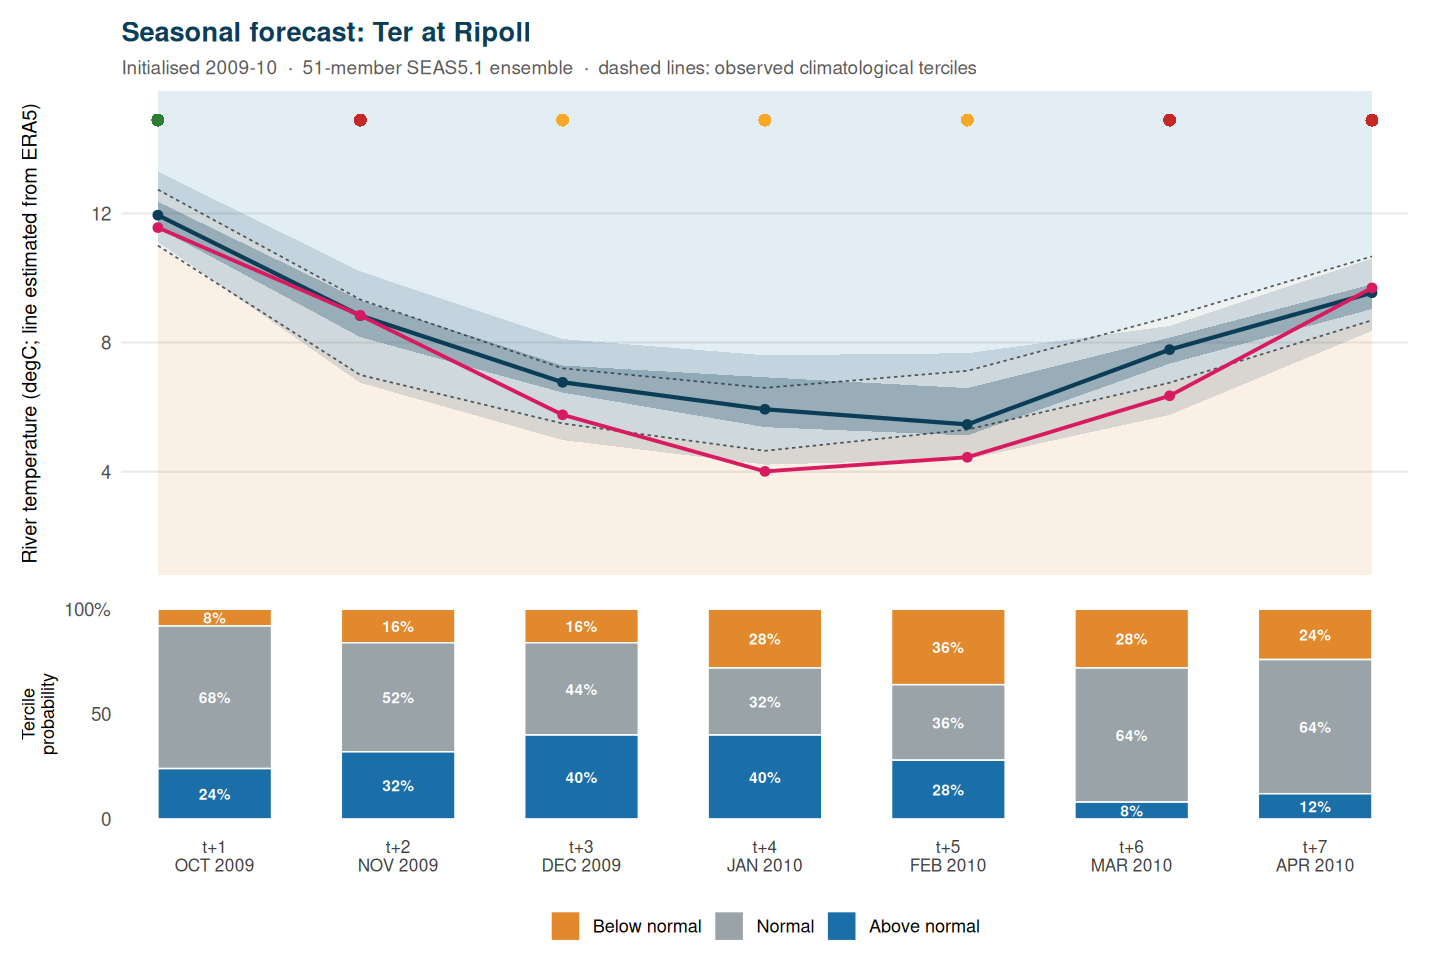 Seasonal forecast: Ter at Ripoll
Initialised 2009-10 · 51-member SEAS5.1 ensemble · dashed lines: observed climatological terciles
River temperature (degC; line estimated from ERA5)
12
8
4
Tercile
probability
100%
50
0
8%
68%
24%
16%
52%
32%
16%
44%
40%
28%
32%
40%
36%
36%
28%
28%
64%
8%
24%
64%
12%
t+1
OCT 2009
t+2
NOV 2009
t+3
DEC 2009
t+4
JAN 2010
t+5
FEB 2010
t+6
MAR 2010
t+7
APR 2010
Below normal
Normal
Above normal